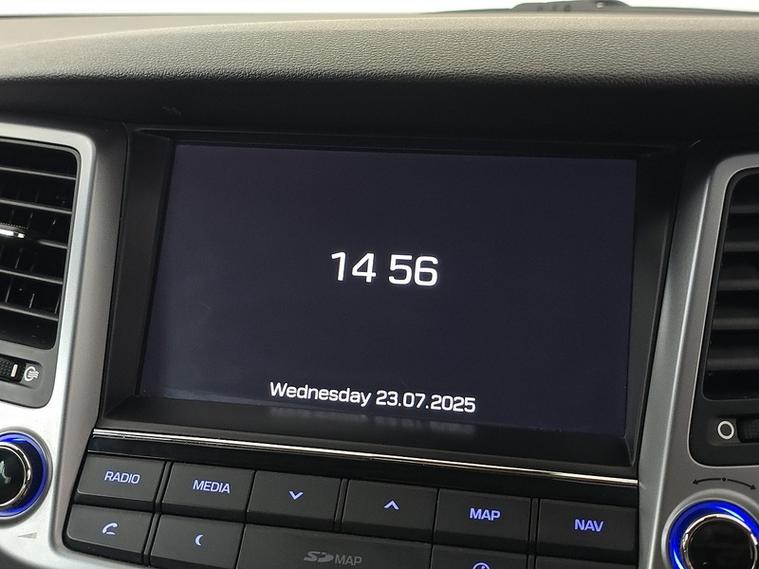 14 56
Wednesday 23.07.2025
RADIO MEDIA MAP NAV
SD MAP